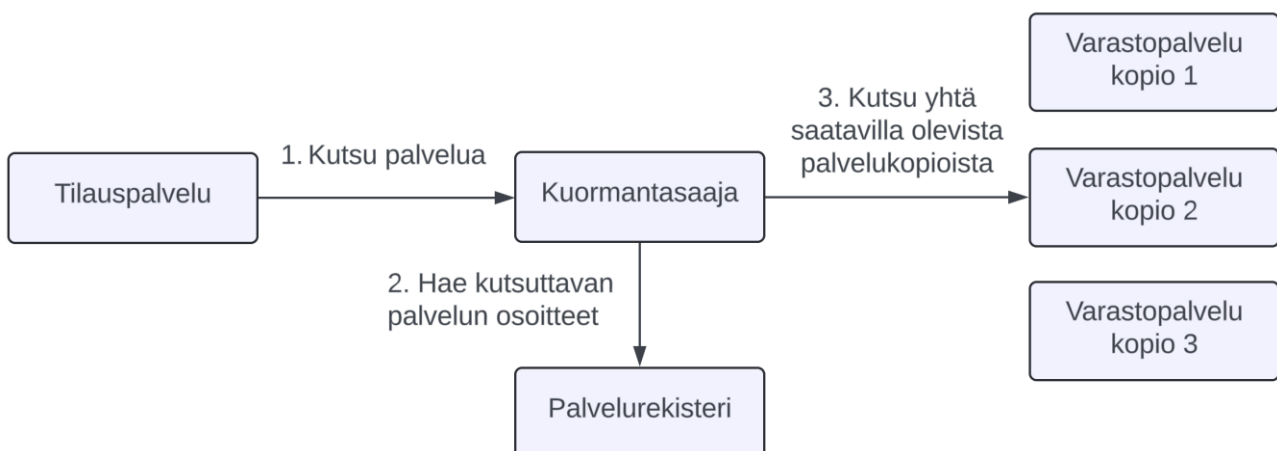 Tilauspalvelu
1. Kutsu palvelua
Kuormantasaaja
2. Hae kutsuttavan
palvelun osoitteet
Palvelurekisteri
3. Kutsu yhtä
saatavilla olevista
palvelukopioista
Varastopalvelu
kopio 1
Varastopalvelu
kopio 2
Varastopalvelu
kopio 3